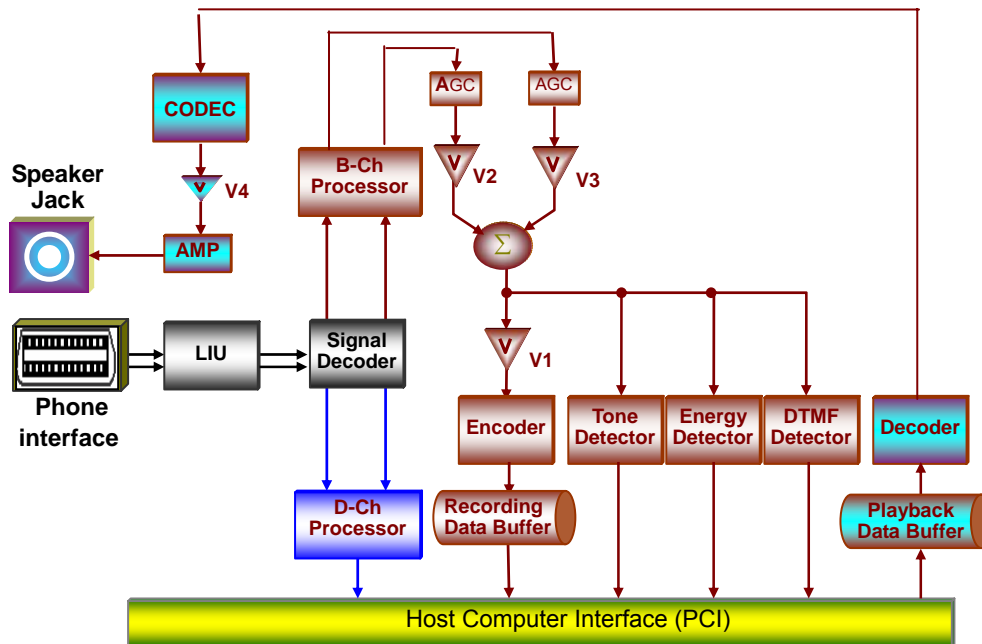 CODEC
AGC
AGC
Speaker
Jack
V
V4
B-Ch
Processor
V
V2
V
V3
AMP
Σ
LIU
Signal
Decoder
V
V1
Phone
interface
Encoder
Tone
Detector
Energy
Detector
DTMF
Detector
Decoder
D-Ch
Processor
Recording
Data Buffer
Playback
Data Buffer
Host Computer Interface (PCI)